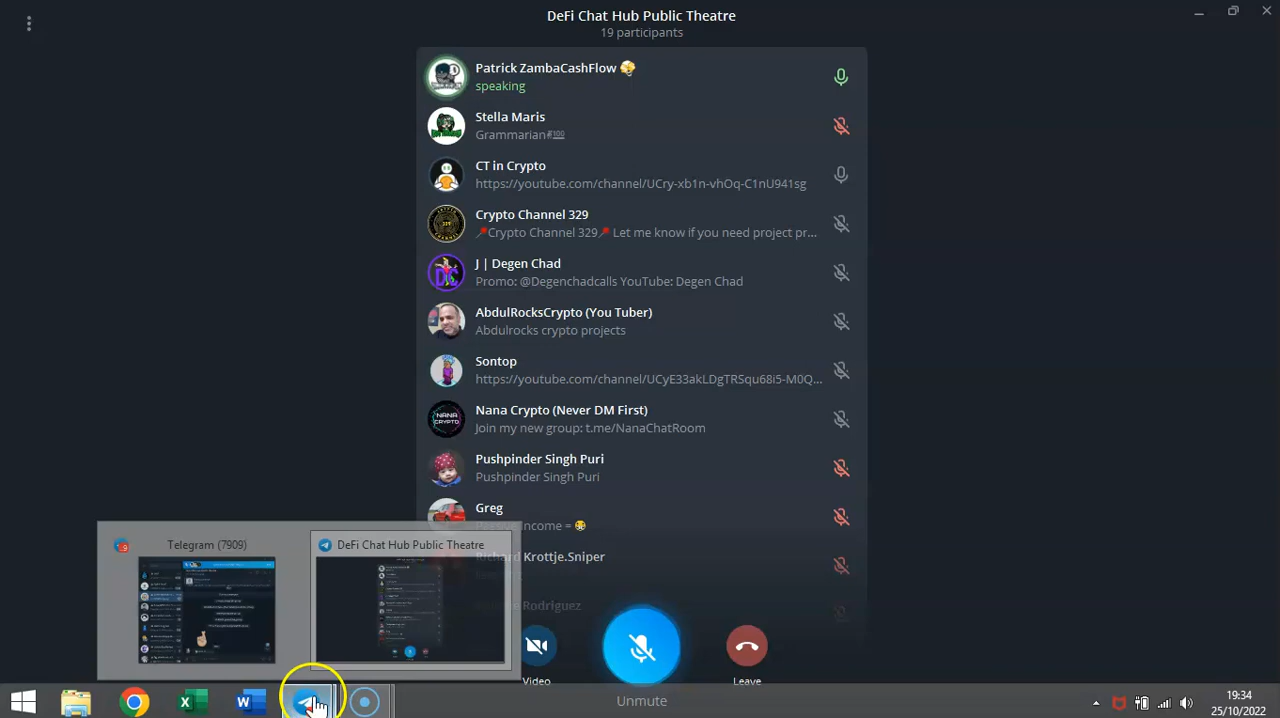 DeFi Chat Hub Public Theatre
19 participants
Patrick ZambaCashFlow
speaking
Stella Maris
Grammarian💯
CT in Crypto
https://youtube.com/channel/UCry-xb1n-vhOq-C1nU941sg
Crypto Channel 329
📍Crypto Channel 329📍 Let me know if you need project pr...
J | Degen Chad
Promo: @Degenchadcalls YouTube: Degen Chad
AbdulRocksCrypto (You Tuber)
Abdulrocks crypto projects
Sontop
https://youtube.com/channel/UCyE33akLDgTRSqu68i5-M0Q...
NANA CRYPTO
Nana Crypto (Never DM First)
Join my new group: t.me/NanaChatRoom
Pushpinder Singh Puri
Pushpinder Singh Puri
Greg
Income =
Telegram (7909)
DeFi Chat Hub Public Theatre
Richard Krottje.Sniper
Rodriguez
Video
Leave
Unmute
19:34
25/10/2022